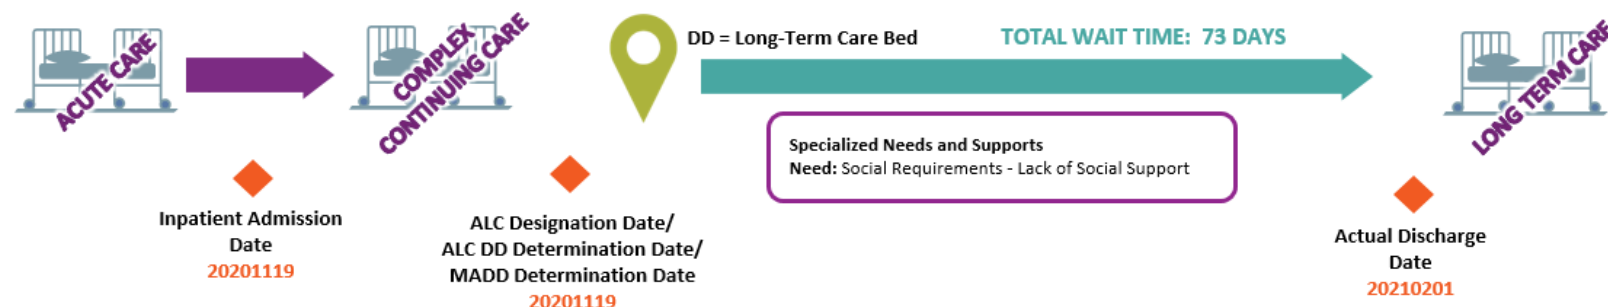 ACUTE CARE
COMPLEX
CONTINUING CARE
DD = Long-Term Care Bed
TOTAL WAIT TIME: 73 DAYS
LONG TERM CARE
Specialized Needs and Supports
Need: Social Requirements - Lack of Social Support
Inpatient Admission
Date
20201119
ALC Designation Date/
ALC DD Determination Date/
MADD Determination Date
20201119
Actual Discharge
Date
20210201